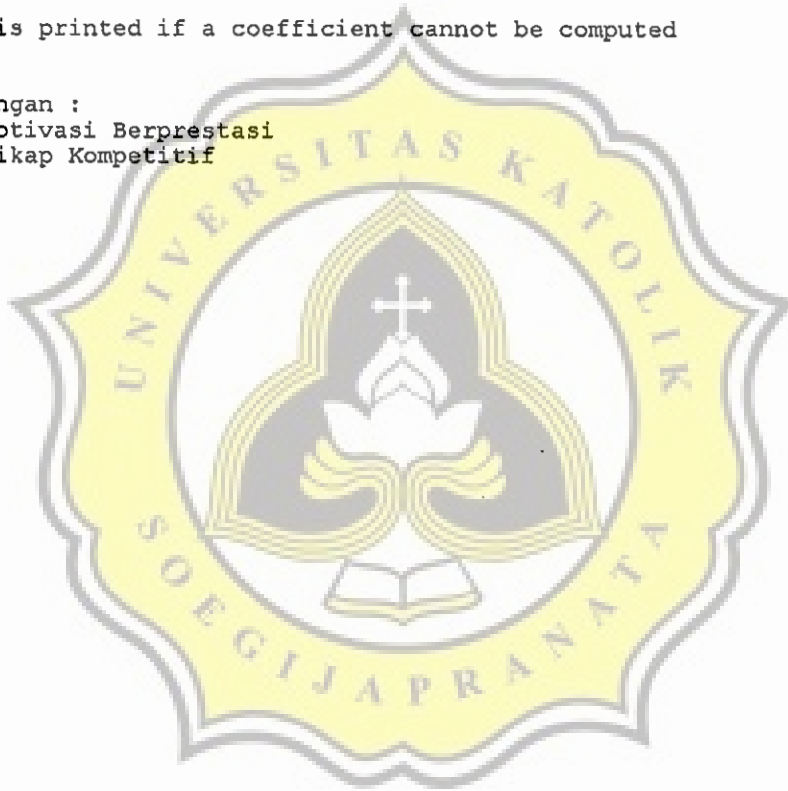 is printed if a coefficient cannot be computed
ngan :
otivasi Berprestasi
ikap Kompetitif
UNIVERSITAS KATOLIK
SOEGIJAPRANATA